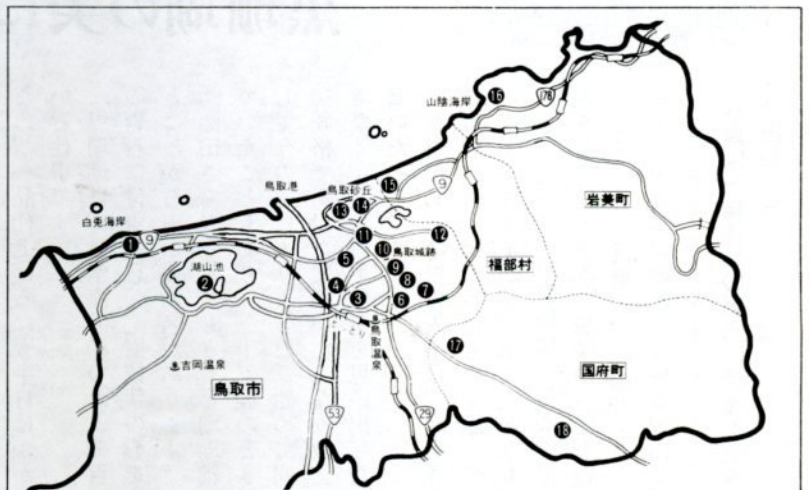 山陰海岸
16
178
鳥取港
鳥取砂丘
15
9
岩美町
白兎海岸
13
14
1
9
11
12
湖山池
10
鳥取城跡
5
9
福部村
2
8
4
3
6
7
鳥取温泉
17
吉岡温泉
国府町
鳥取市
53
29
18